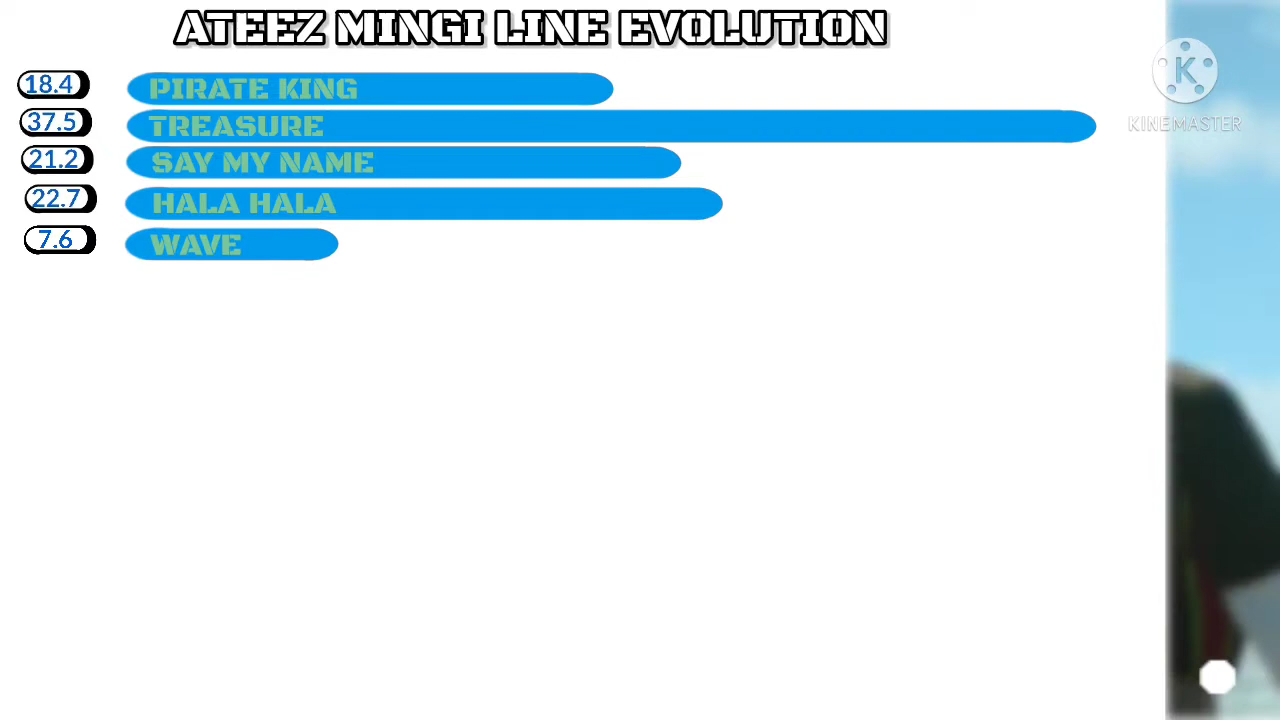 ATEEZ MINGI LINE EVOLUTION
18.4 PIRATE KING
37.5 TREASURE
21.2 SAY MY NAME
22.7 HALA HALA
7.6 WAVE
K
KINEMASTER